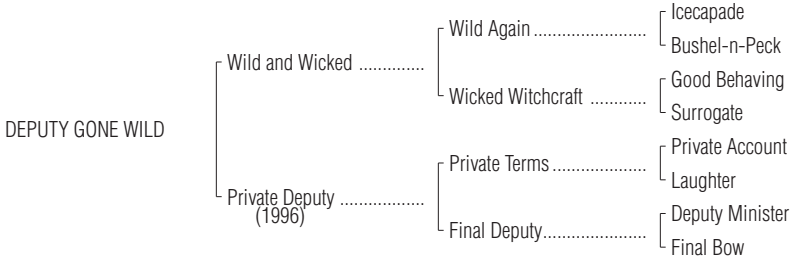 Icecapade
Wild Again ........................
Bushel-n-Peck
Wild and Wicked ..............
Good Behaving
Wicked Witchcraft ............
Surrogate
DEPUTY GONE WILD
Private Account
Private Terms ....................
Laughter
Private Deputy ..................
(1996)
Deputy Minister
Final Deputy......................
Final Bow